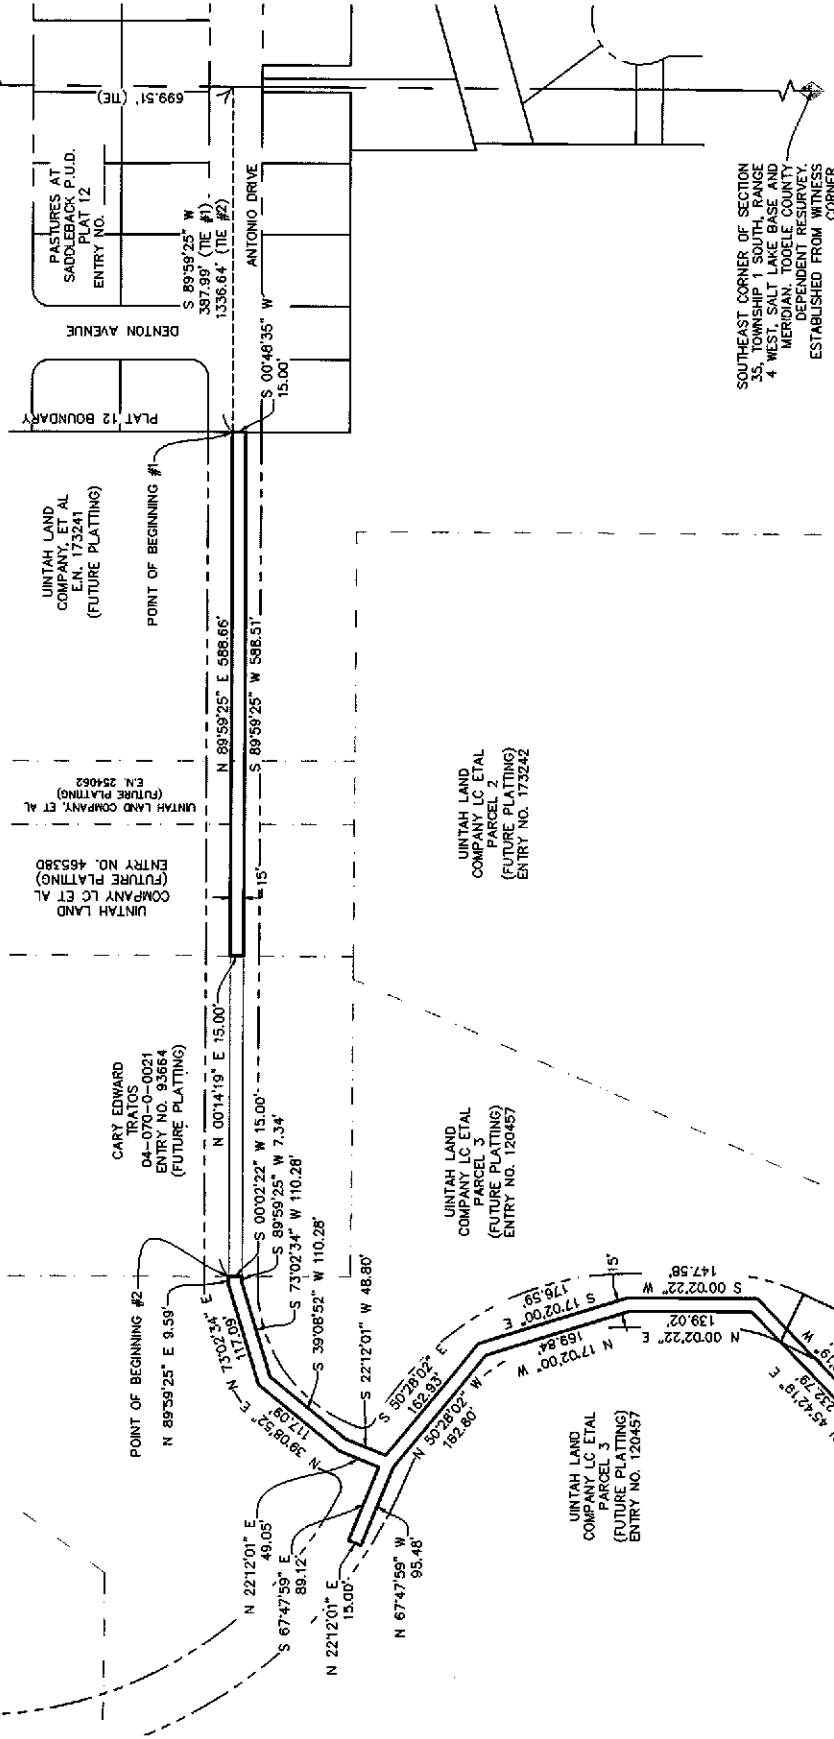 699.51' (TIE)
PASTURES AT
SADDLEBACK P.U.D.
PLAT 12
ENTRY NO.
S 89°59'25" W
387.99' (TIE #1)
1336.64' (TIE #2)
ANTONIO DRIVE
DENTON AVENUE
S 00°48'35" W
15.00'
PLAT 12 BOUNDARY
SOUTHEAST CORNER OF SECTION
35, TOWNSHIP 1 SOUTH, RANGE
4 WEST, SALT LAKE BASE AND
MERIDIAN. TOOELE COUNTY
DEPENDENT RESURVEY.
ESTABLISHED FROM WITNESS
CORNER
UINTAH LAND
COMPANY, ET AL
E.N. 173241
(FUTURE PLATTING)
POINT OF BEGINNING #1
N 89°59'25" E 588.66'
S 89°59'25" W 588.51'
UINTAH LAND COMPANY, ET AL
(FUTURE PLATTING)
E.N. 254062
UINTAH LAND
COMPANY LC ET AL
(FUTURE PLATTING)
ENTRY NO. 465380
15'
UINTAH LAND
COMPANY LC ETAL
PARCEL 2
(FUTURE PLATTING)
ENTRY NO. 173242
CARY EDWARD
TRATOS
04-070-0-0021
ENTRY NO. 93664
(FUTURE PLATTING)
N 00°14'19" E 15.00'
UINTAH LAND
COMPANY LC ETAL
PARCEL 3
(FUTURE PLATTING)
ENTRY NO. 120457
POINT OF BEGINNING #2
N 89°59'25" E 9.59'
S 00°02'22" W 15.00'
S 89°59'25" W 7.34'
N 73°02'34" E
117.09'
S 73°02'34" W 110.28'
N 39°08'52" E
117.09'
S 39°08'52" W 110.28'
S 22°12'01" W 48.80'
N 22°12'01" E
49.05'
S 67°47'59" E
89.12'
N 22°12'01" E
15.00'
N 67°47'59" W
95.48'
S 50°28'02" E
162.93'
N 50°28'02" W
162.80'
S 17°02'00" E
176.59'
N 17°02'00" W
169.84'
15'
S 00°02'22" W
147.58'
N 00°02'22" E
139.02'
N 45°42'19" E
232.79'
UINTAH LAND
COMPANY LC ETAL
PARCEL 3
(FUTURE PLATTING)
ENTRY NO. 120457